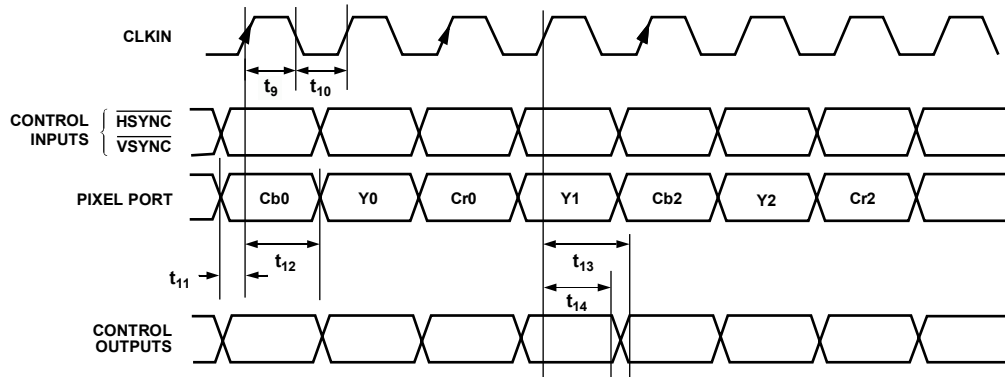 CLKIN
t9
t10
CONTROL INPUTS
HSYNC
VSYNC
PIXEL PORT
Cb0 Y0 Cr0 Y1 Cb2 Y2 Cr2
t11
t12
t13
t14
CONTROL OUTPUTS